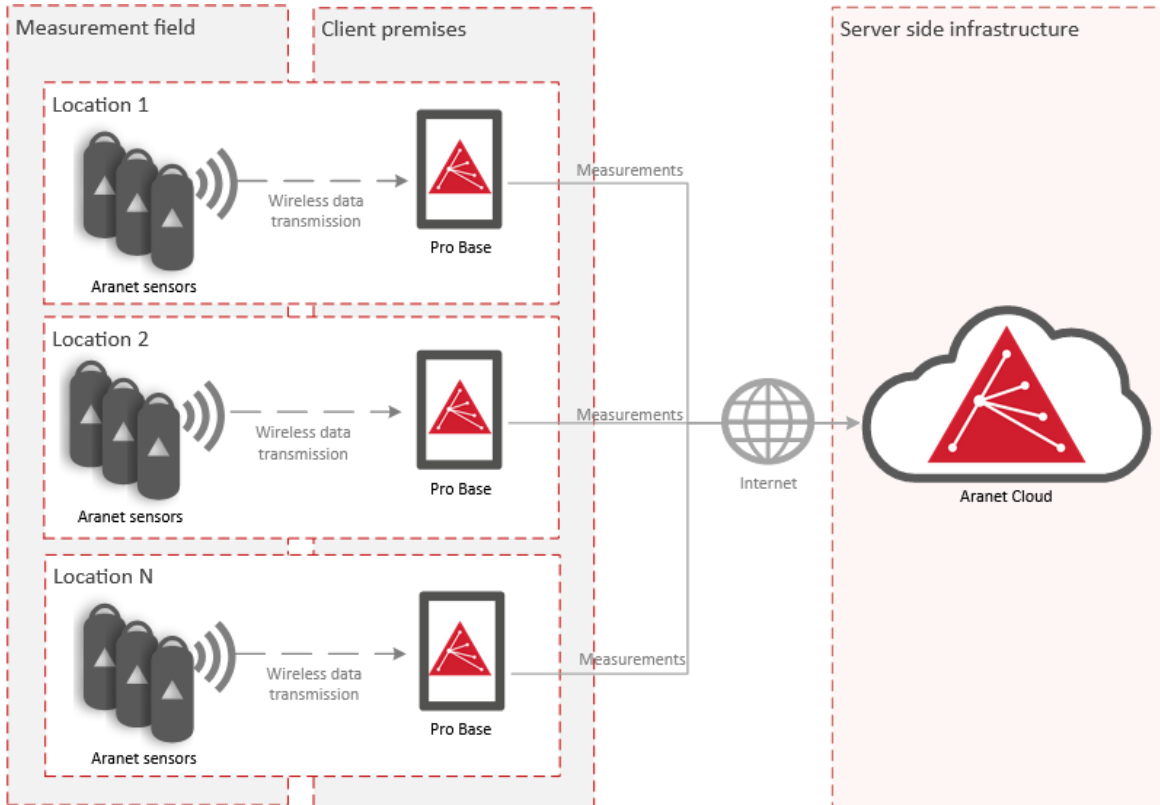 Measurement field
Client premises
Server side infrastructure
Location 1
Wireless data
transmission
Aranet sensors
Pro Base
Measurements
Location 2
Wireless data
transmission
Aranet sensors
Pro Base
Measurements
Internet
Aranet Cloud
Location N
Wireless data
transmission
Aranet sensors
Pro Base
Measurements